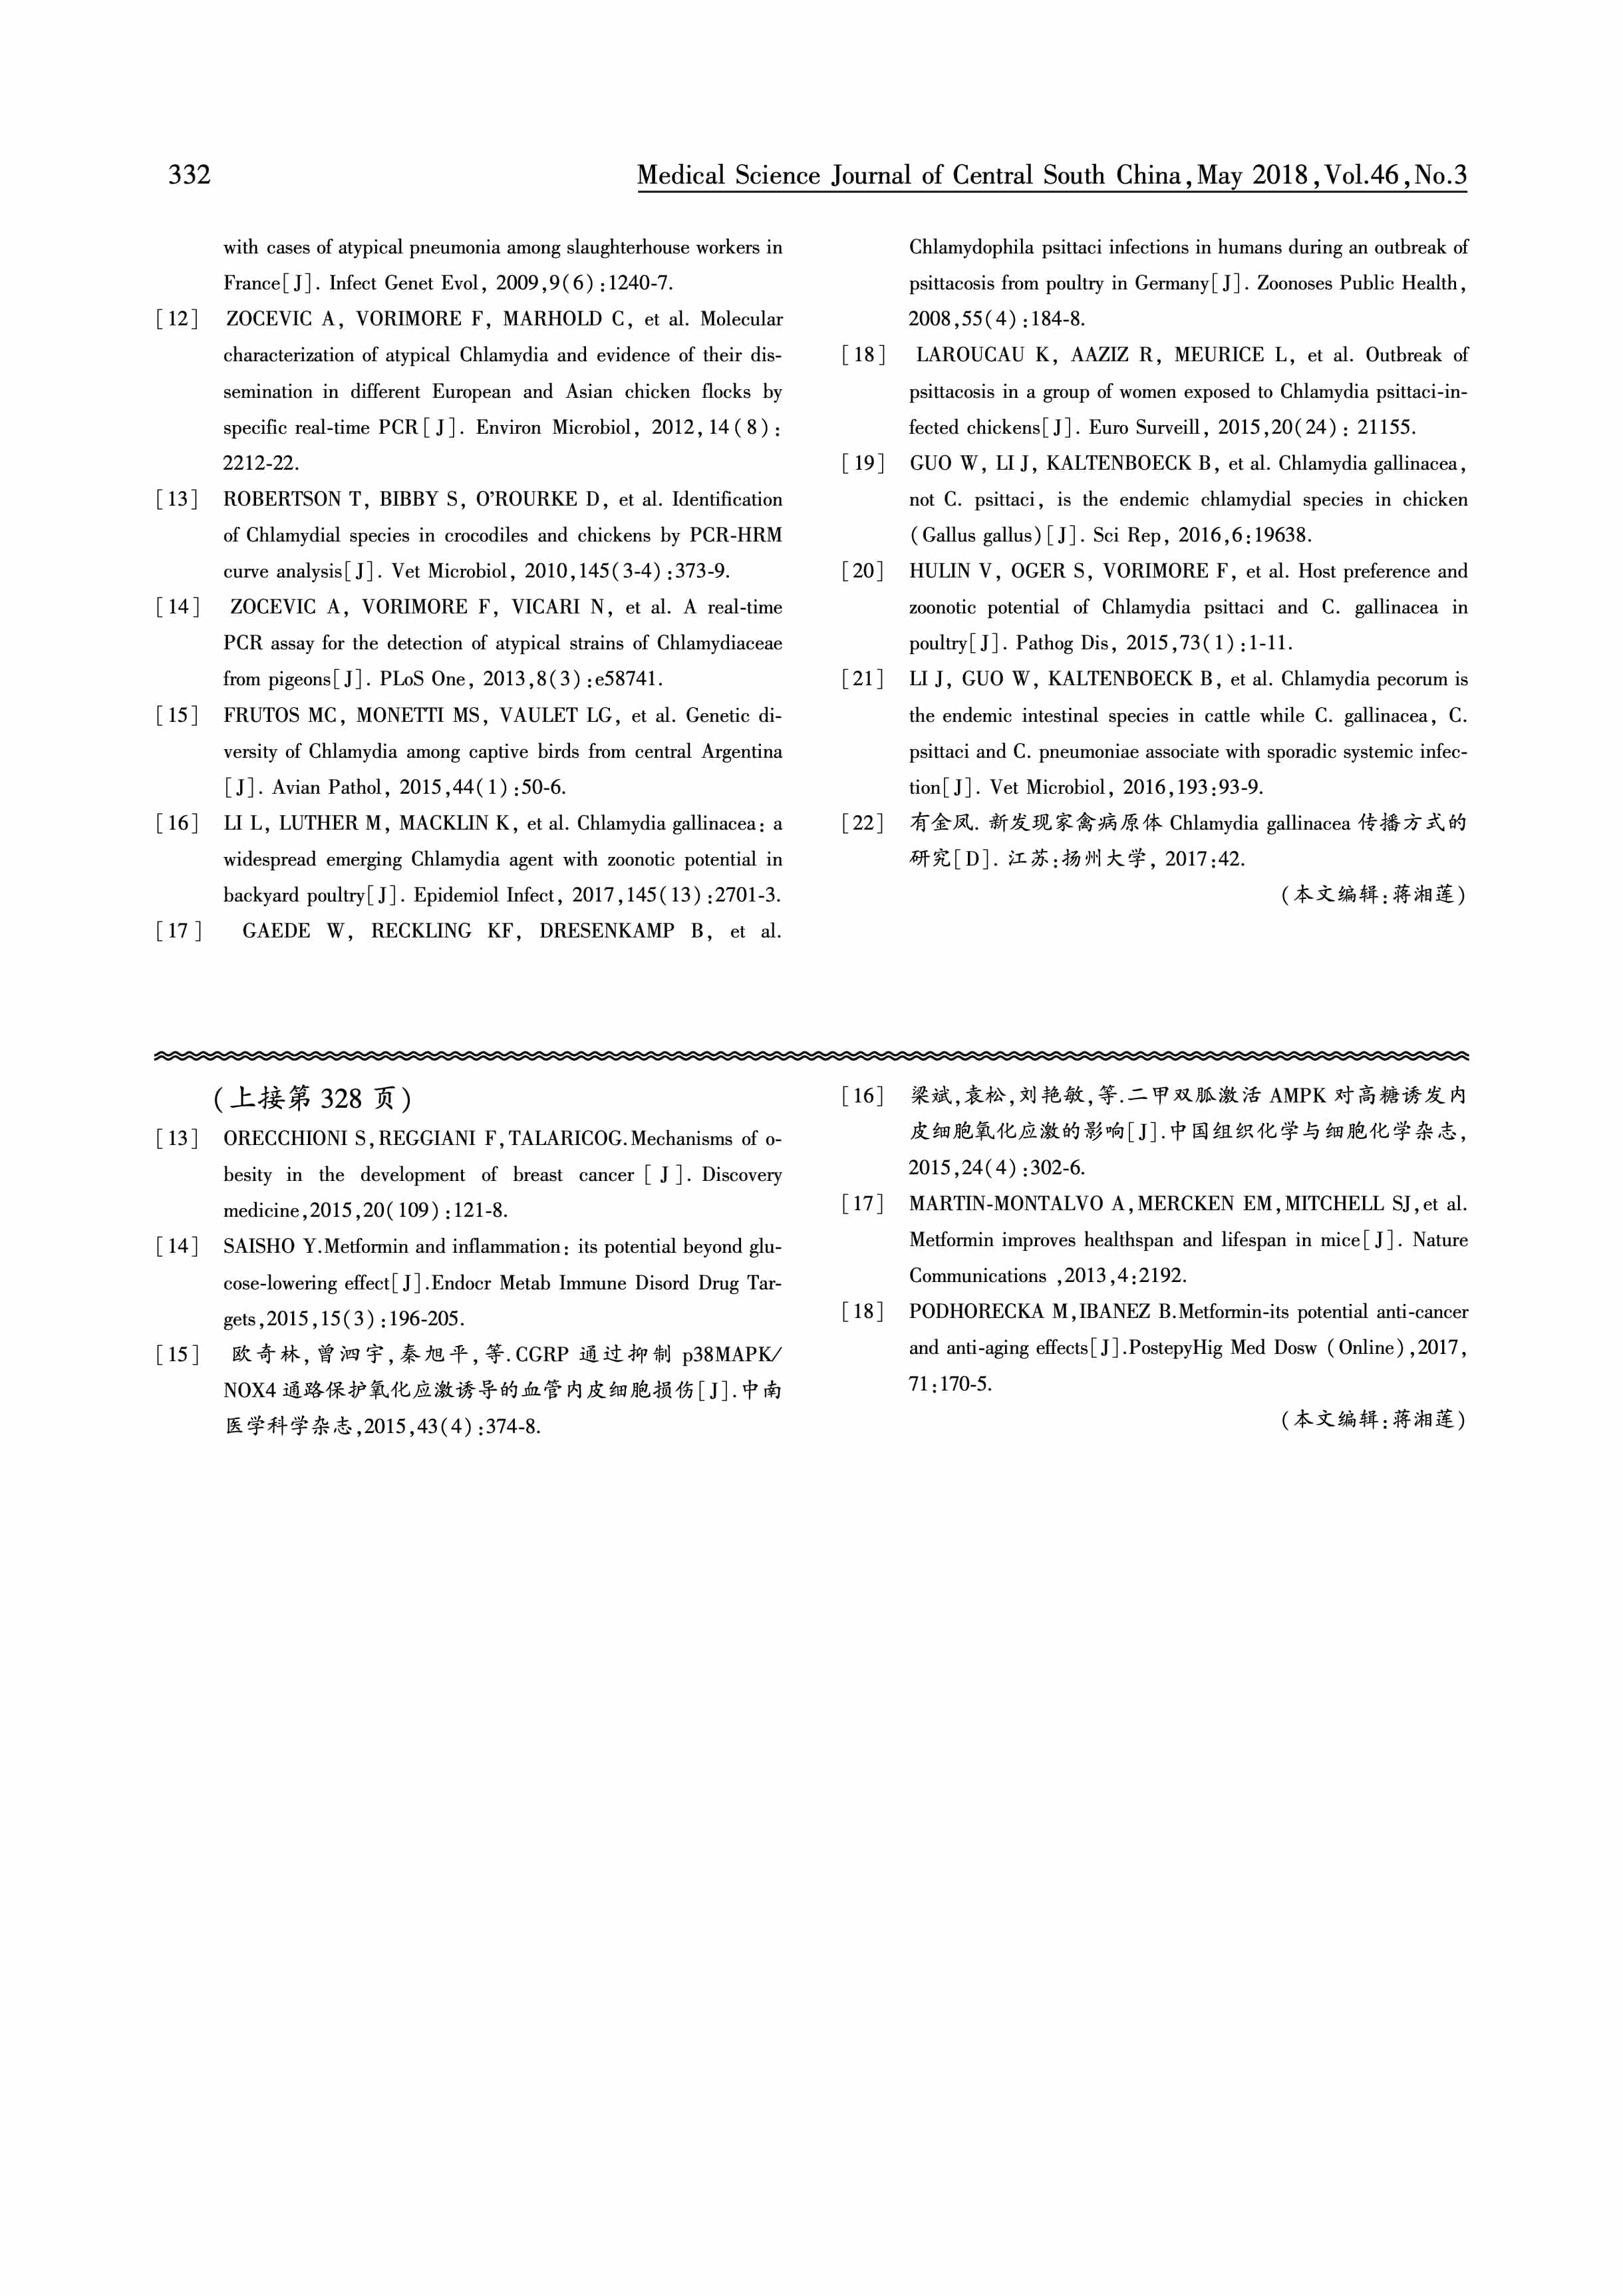 332
Medical Science Journal of Central South China,May 2018,Vol.46,No.3
with cases of atypical pneumonia among slaughterhouse workers in
France[J]. Infect Genet Evol, 2009,9(6):1240-7.
[12] ZOCEVIC A, VORIMORE F, MARHOLD C, et al. Molecular
characterization of atypical Chlamydia and evidence of their dis-
semination in different European and Asian chicken flocks by
specific real-time PCR[J]. Environ Microbiol, 2012,14(8):
2212-22.
[13] ROBERTSON T, BIBBY S, O'ROURKE D, et al. Identification
of Chlamydial species in crocodiles and chickens by PCR-HRM
curve analysis[J]. Vet Microbiol, 2010,145(3-4):373-9.
[14] ZOCEVIC A, VORIMORE F, VICARI N, et al. A real-time
PCR assay for the detection of atypical strains of Chlamydiaceae
from pigeons[J]. PLoS One, 2013,8(3):e58741.
[15] FRUTOS MC, MONETTI MS, VAULET LG, et al. Genetic di-
versity of Chlamydia among captive birds from central Argentina
[J]. Avian Pathol, 2015,44(1):50-6.
[16] LI L, LUTHER M, MACKLIN K, et al. Chlamydia gallinacea: a
widespread emerging Chlamydia agent with zoonotic potential in
backyard poultry[J]. Epidemiol Infect, 2017,145(13):2701-3.
[17] GAEDE W, RECKLING KF, DRESENKAMP B, et al.
Chlamydophila psittaci infections in humans during an outbreak of
psittacosis from poultry in Germany[J]. Zoonoses Public Health,
2008,55(4):184-8.
[18] LAROUCAU K, AAZIZ R, MEURICE L, et al. Outbreak of
psittacosis in a group of women exposed to Chlamydia psittaci-in-
fected chickens[J]. Euro Surveill, 2015,20(24): 21155.
[19] GUO W, LI J, KALTENBOECK B, et al. Chlamydia gallinacea,
not C. psittaci, is the endemic chlamydial species in chicken
(Gallus gallus)[J]. Sci Rep, 2016,6:19638.
[20] HULIN V, OGER S, VORIMORE F, et al. Host preference and
zoonotic potential of Chlamydia psittaci and C. gallinacea in
poultry[J]. Pathog Dis, 2015,73(1):1-11.
[21] LI J, GUO W, KALTENBOECK B, et al. Chlamydia pecorum is
the endemic intestinal species in cattle while C. gallinacea, C.
psittaci and C. pneumoniae associate with sporadic systemic infec-
tion[J]. Vet Microbiol, 2016,193:93-9.
[22] 有金凤. 新发现家禽病原体 Chlamydia gallinacea 传播方式的
研究[D]. 江苏:扬州大学, 2017:42.
(本文编辑:蒋湘莲)
(上接第 328 页)
[13] ORECCHIONI S,REGGIANI F,TALARICOG.Mechanisms of o-
besity in the development of breast cancer [J]. Discovery
medicine,2015,20(109):121-8.
[14] SAISHO Y.Metformin and inflammation: its potential beyond glu-
cose-lowering effect[J].Endocr Metab Immune Disord Drug Tar-
gets,2015,15(3):196-205.
[15] 欧奇林,曾泗宇,秦旭平,等.CGRP 通过抑制 p38MAPK/
NOX4 通路保护氧化应激诱导的血管内皮细胞损伤[J].中南
医学科学杂志,2015,43(4):374-8.
[16] 梁斌,袁松,刘艳敏,等.二甲双胍激活 AMPK 对高糖诱发内
皮细胞氧化应激的影响[J].中国组织化学与细胞化学杂志,
2015,24(4):302-6.
[17] MARTIN-MONTALVO A,MERCKEN EM,MITCHELL SJ,et al.
Metformin improves healthspan and lifespan in mice[J]. Nature
Communications ,2013,4:2192.
[18] PODHORECKA M,IBANEZ B.Metformin-its potential anti-cancer
and anti-aging effects[J].PostepyHig Med Dosw (Online),2017,
71:170-5.
(本文编辑:蒋湘莲)